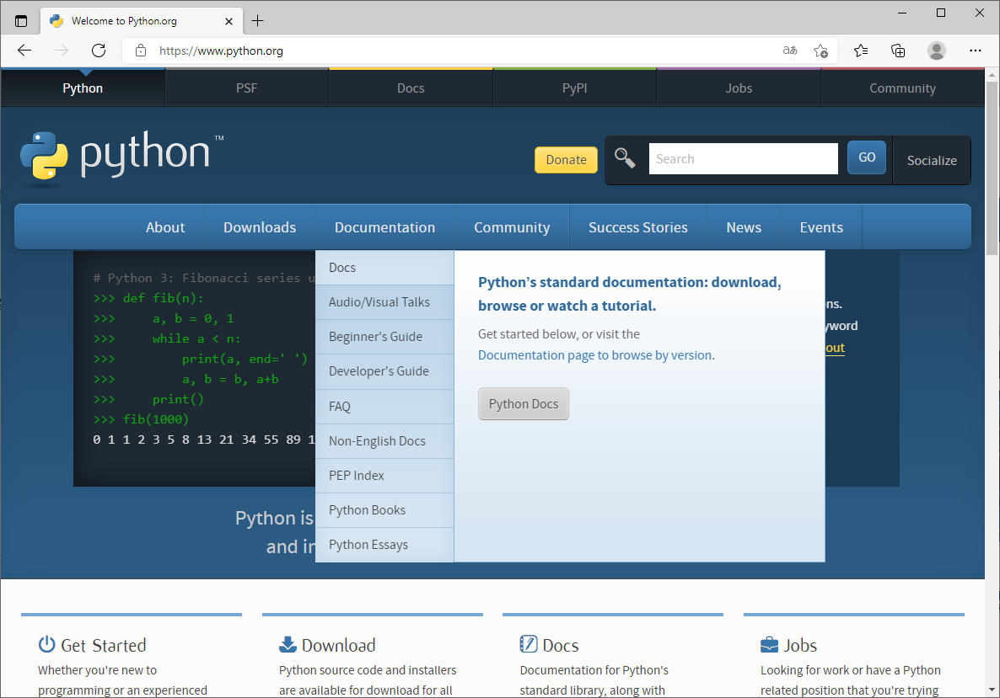 Welcome to Python.org
https://www.python.org
aあ
Python
PSF
Docs
PyPI
Jobs
Community
python™
Donate
Search
GO
Socialize
About
Downloads
Documentation
Community
Success Stories
News
Events
# Python 3: Fibonacci series u
>>> def fib(n):
>>>     a, b = 0, 1
>>>     while a < n:
>>>         print(a, end=' ')
>>>         a, b = b, a+b
>>>     print()
>>> fib(1000)
0 1 1 2 3 5 8 13 21 34 55 89 1
Docs
Audio/Visual Talks
Beginner's Guide
Developer's Guide
FAQ
Non-English Docs
PEP Index
Python Books
Python Essays
Python’s standard documentation: download,
browse or watch a tutorial.
Get started below, or visit the
Documentation page to browse by version.
Python Docs
ns.
yword
out
Python is
and in
Get Started
Whether you're new to
programming or an experienced
Download
Python source code and installers
are available for download for all
Docs
Documentation for Python's
standard library, along with
Jobs
Looking for work or have a Python
related position that you're trying